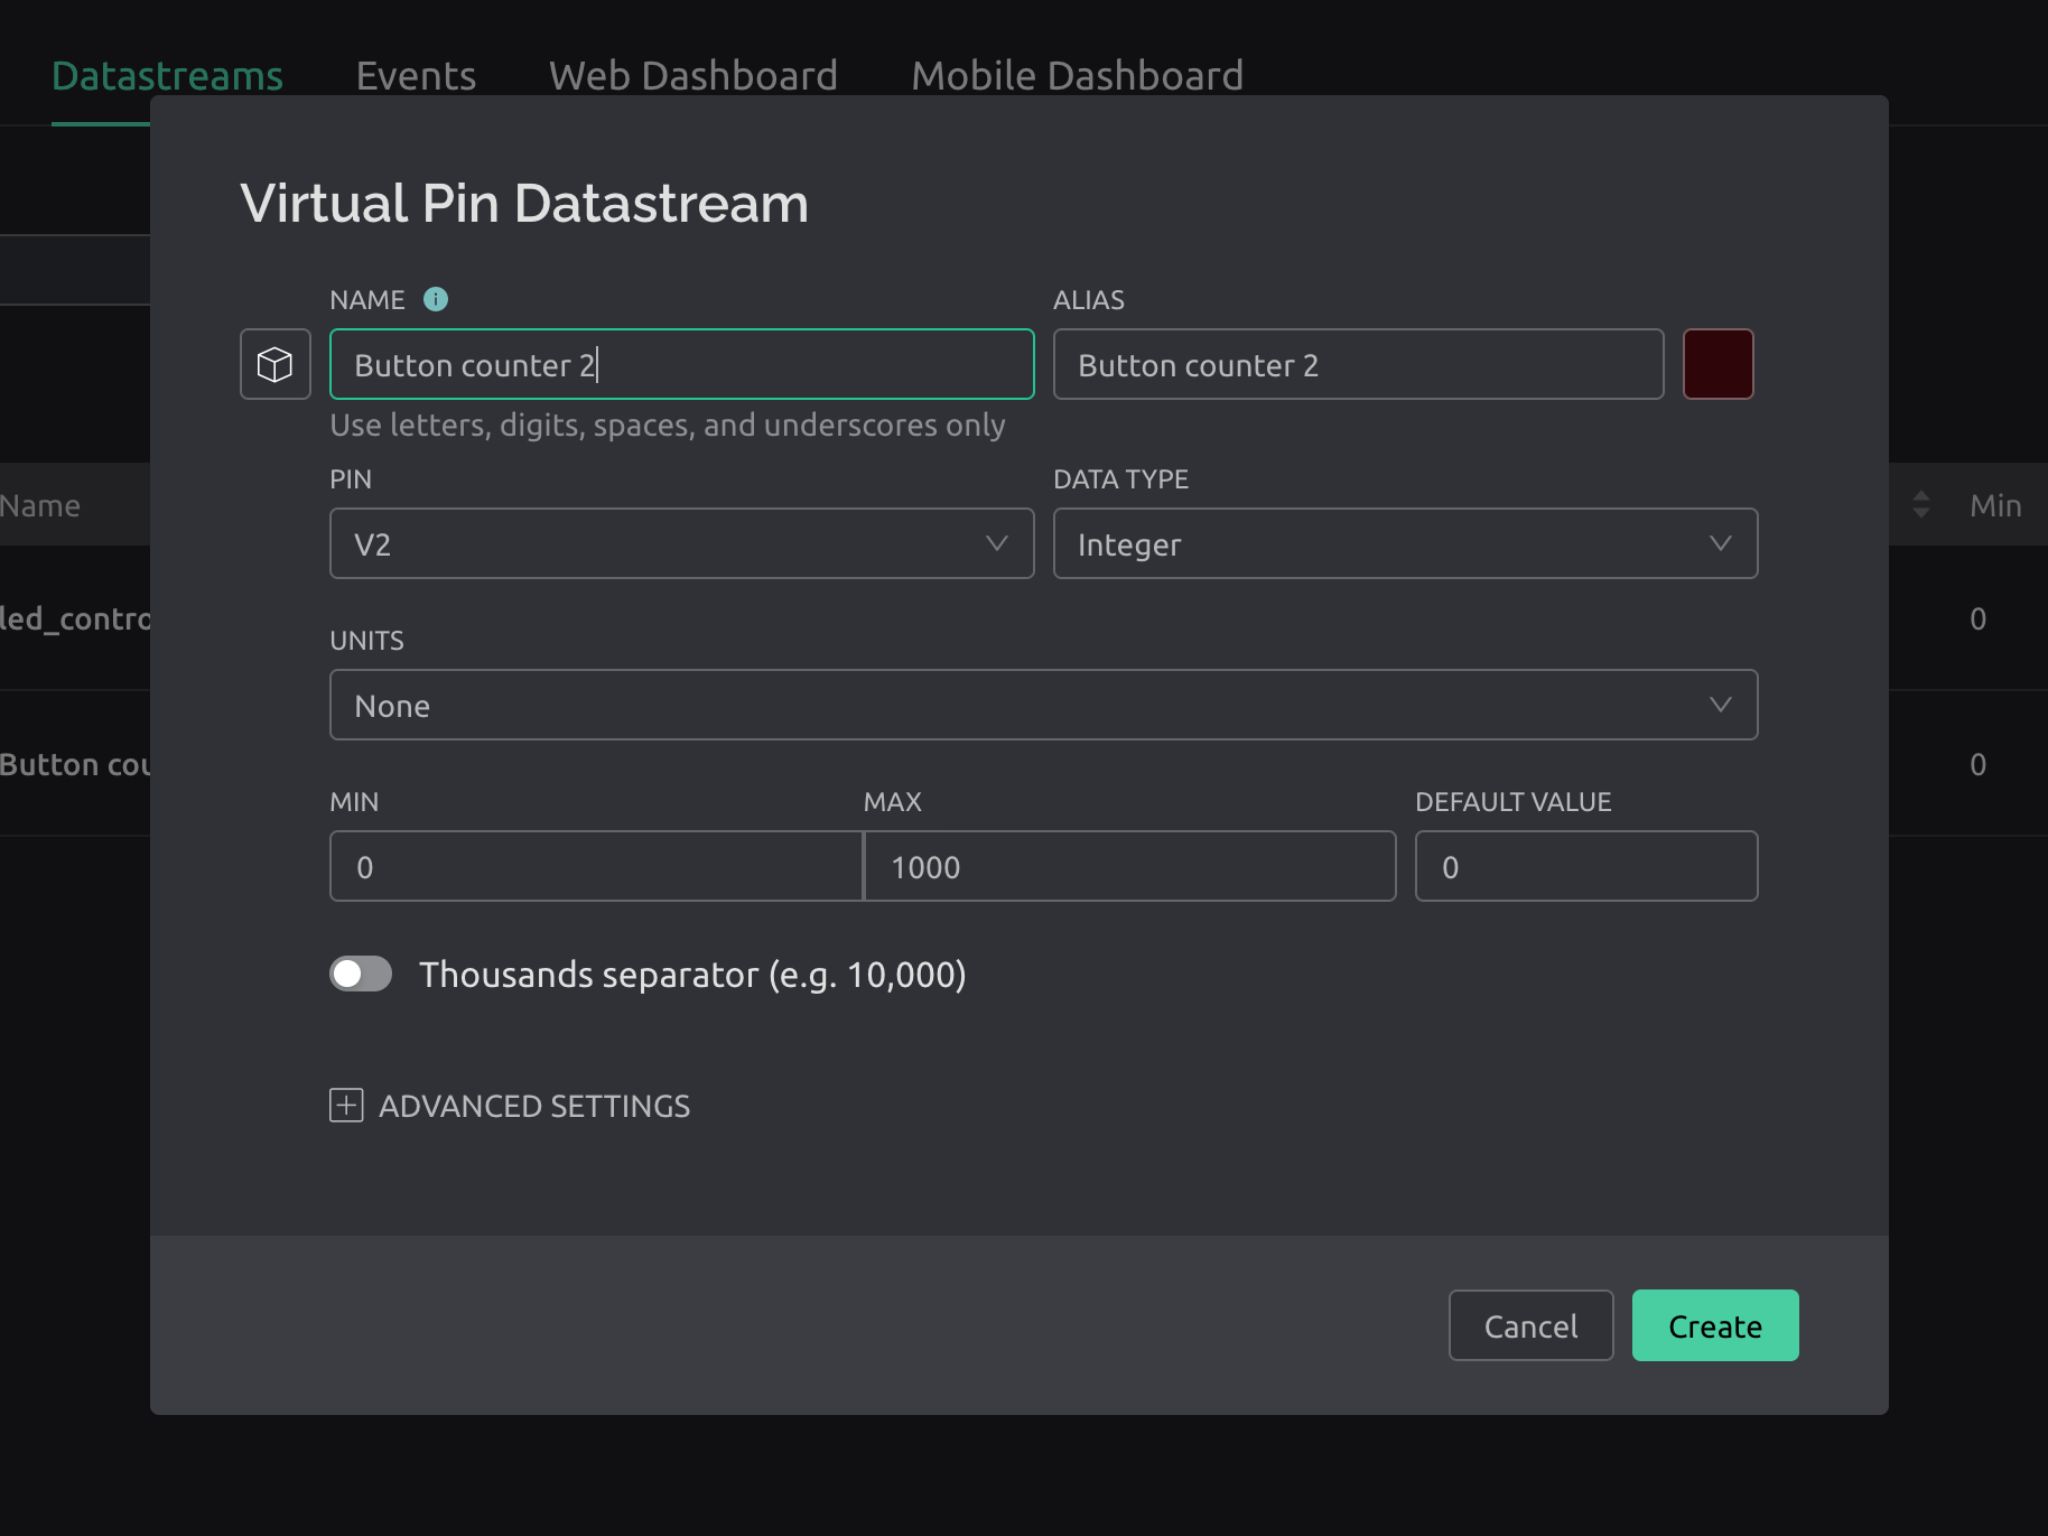 Datastreams Events Web Dashboard Mobile Dashboard
Virtual Pin Datastream
NAME ALIAS
Button counter 2 Button counter 2
Use letters, digits, spaces, and underscores only
PIN DATA TYPE
Name V2 Integer Min
led_contro 0
UNITS
None
Button cou 0
MIN MAX DEFAULT VALUE
0 1000 0
Thousands separator (e.g. 10,000)
ADVANCED SETTINGS
Cancel Create